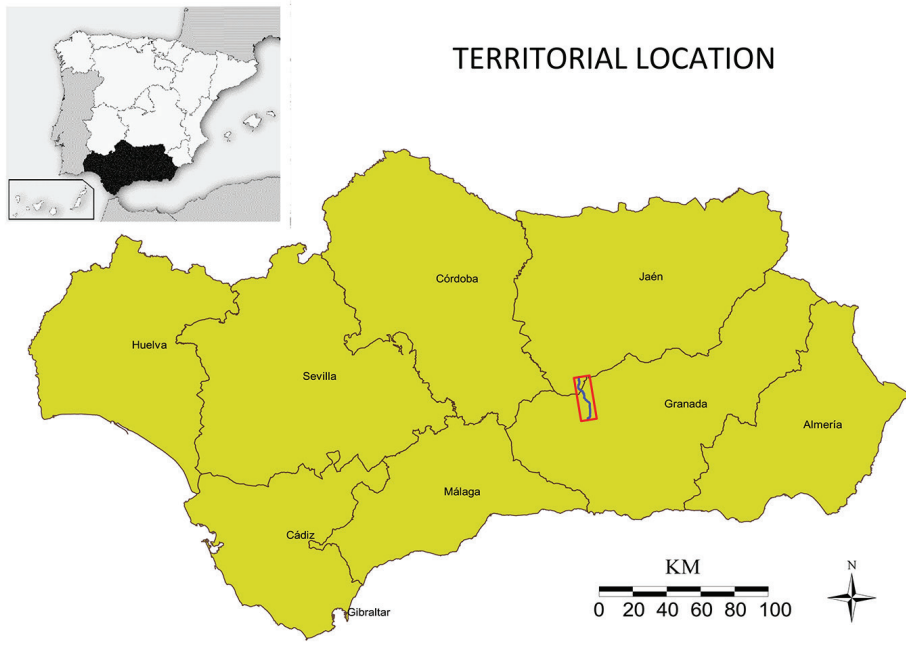 TERRITORIAL LOCATION
Córdoba
Jaén
Huelva
Sevilla
Granada
Almería
Málaga
Cádiz
Gibraltar
KM
0 20 40 60 80 100
N